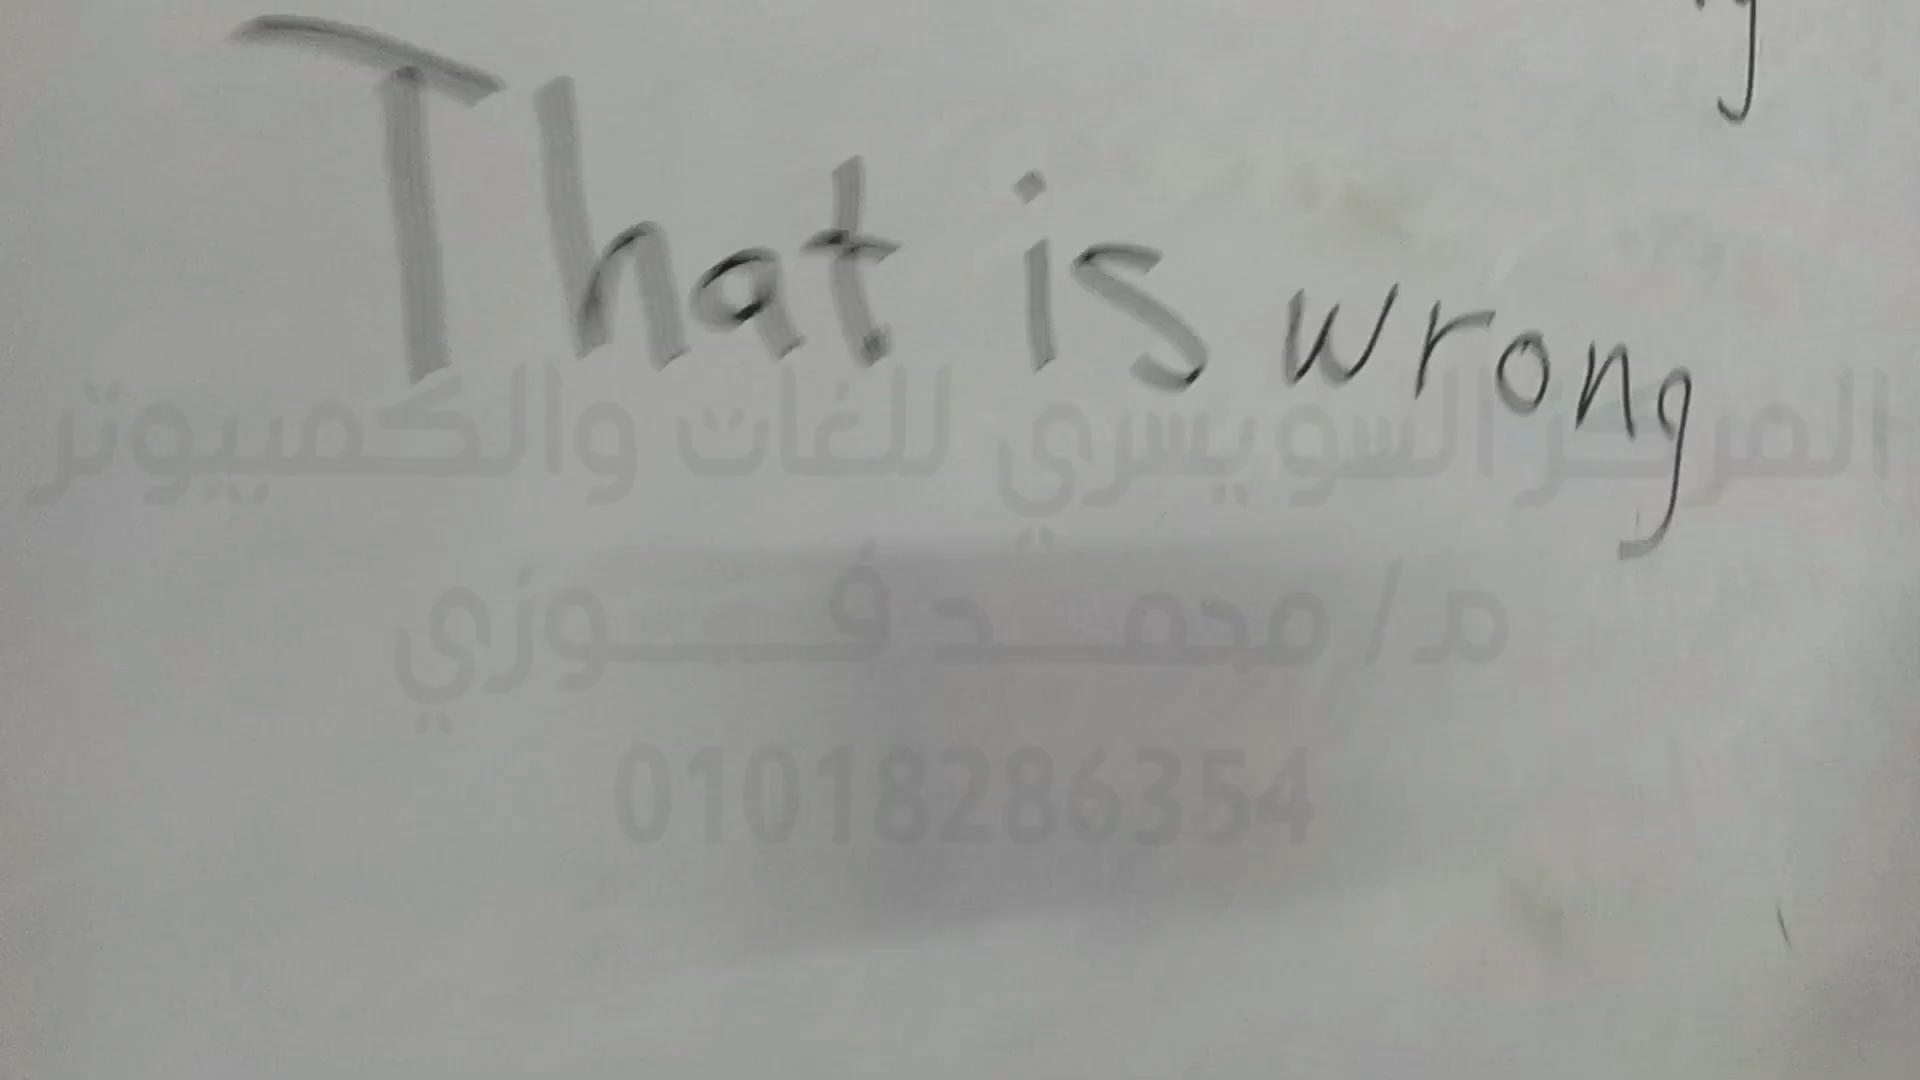 That is wrong
المركز السويسري للغات والكمبيوتر
م/ محمد فوزي
01018286354